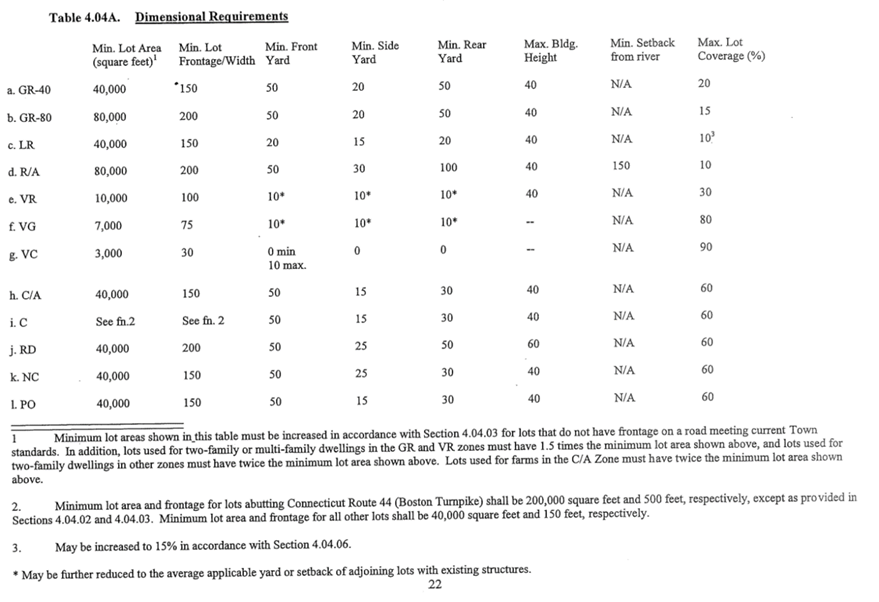 Table 4.04A. Dimensional Requirements
Min. Lot Area Min. Lot Min. Front Min. Side Min. Rear Max. Bldg. Min. Setback Max. Lot
(square feet)¹ Frontage/Width Yard Yard Yard Height from river Coverage (%)
a. GR-40 40,000 150 50 20 50 40 N/A 20
b. GR-80 80,000 200 50 20 50 40 N/A 15
c. LR 40,000 150 20 15 20 40 N/A 10³
d. R/A 80,000 200 50 30 100 40 150 10
e. VR 10,000 100 10* 10* 10* 40 N/A 30
f. VG 7,000 75 10* 10* 10* -- N/A 80
g. VC 3,000 30 0 min 0 0 -- N/A 90
10 max.
h. C/A 40,000 150 50 15 30 40 N/A 60
i. C See fn.2 See fn. 2 50 15 30 40 N/A 60
j. RD 40,000 200 50 25 50 60 N/A 60
k. NC 40,000 150 50 25 30 40 N/A 60
l. PO 40,000 150 50 15 30 40 N/A 60
1 Minimum lot areas shown in this table must be increased in accordance with Section 4.04.03 for lots that do not have frontage on a road meeting current Town
standards. In addition, lots used for two-family or multi-family dwellings in the GR and VR zones must have 1.5 times the minimum lot area shown above, and lots used for
two-family dwellings in other zones must have twice the minimum lot area shown above. Lots used for farms in the C/A Zone must have twice the minimum lot area shown
above.
2. Minimum lot area and frontage for lots abutting Connecticut Route 44 (Boston Turnpike) shall be 200,000 square feet and 500 feet, respectively, except as provided in
Sections 4.04.02 and 4.04.03. Minimum lot area and frontage for all other lots shall be 40,000 square feet and 150 feet, respectively.
3. May be increased to 15% in accordance with Section 4.04.06.
* May be further reduced to the average applicable yard or setback of adjoining lots with existing structures.
22